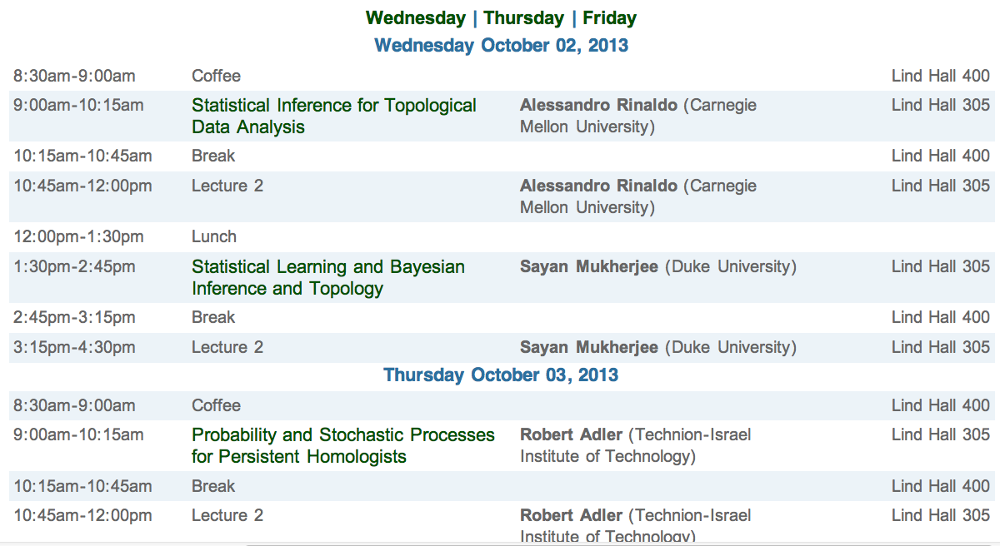 Wednesday | Thursday | Friday
Wednesday October 02, 2013
8:30am-9:00am Coffee Lind Hall 400
9:00am-10:15am Statistical Inference for Topological Alessandro Rinaldo (Carnegie Lind Hall 305
Data Analysis Mellon University)
10:15am-10:45am Break Lind Hall 400
10:45am-12:00pm Lecture 2 Alessandro Rinaldo (Carnegie Lind Hall 305
Mellon University)
12:00pm-1:30pm Lunch
1:30pm-2:45pm Statistical Learning and Bayesian Sayan Mukherjee (Duke University) Lind Hall 305
Inference and Topology
2:45pm-3:15pm Break Lind Hall 400
3:15pm-4:30pm Lecture 2 Sayan Mukherjee (Duke University) Lind Hall 305
Thursday October 03, 2013
8:30am-9:00am Coffee Lind Hall 400
9:00am-10:15am Probability and Stochastic Processes Robert Adler (Technion-Israel Lind Hall 305
for Persistent Homologists Institute of Technology)
10:15am-10:45am Break Lind Hall 400
10:45am-12:00pm Lecture 2 Robert Adler (Technion-Israel Lind Hall 305
Institute of Technology)